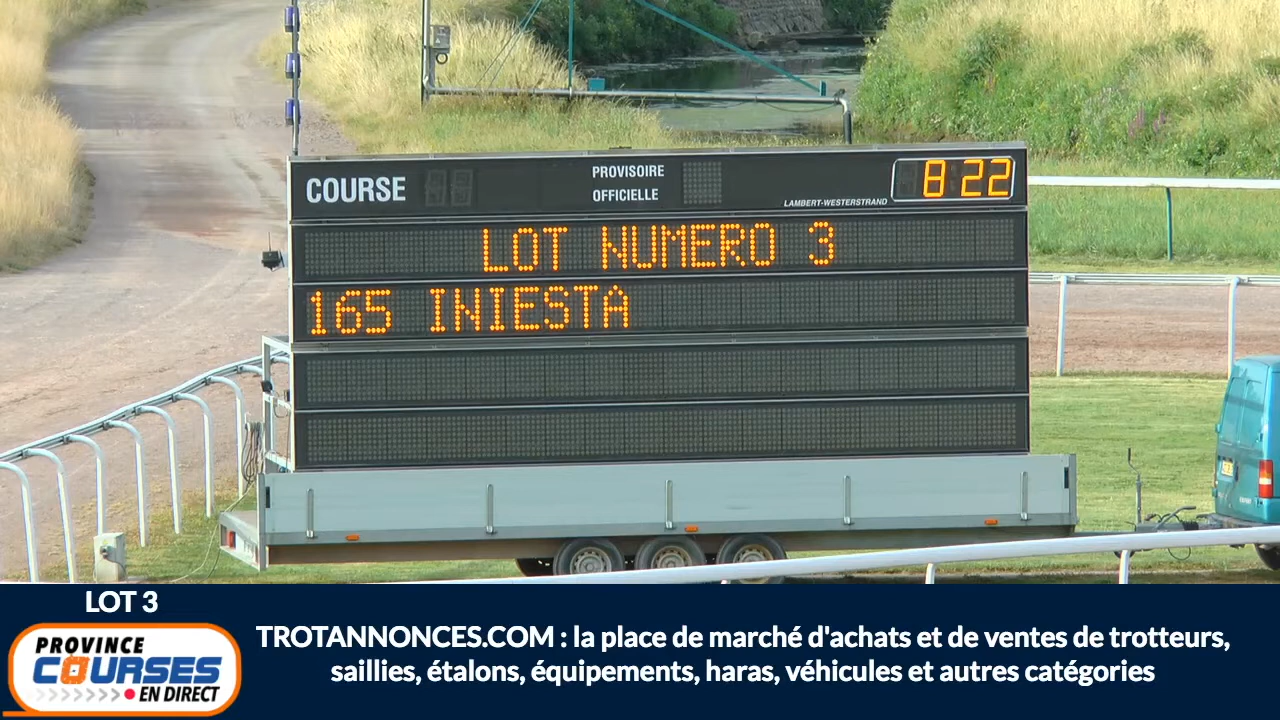 COURSE
PROVISOIRE
OFFICIELLE
LAMBERT-WESTERSTRAND
8 22
LOT NUMERO 3
165 INIESTA
LOT 3
PROVINCE
COURSES
EN DIRECT
TROTANNONCES.COM : la place de marché d'achats et de ventes de trotteurs,
saillies, étalons, équipements, haras, véhicules et autres catégories